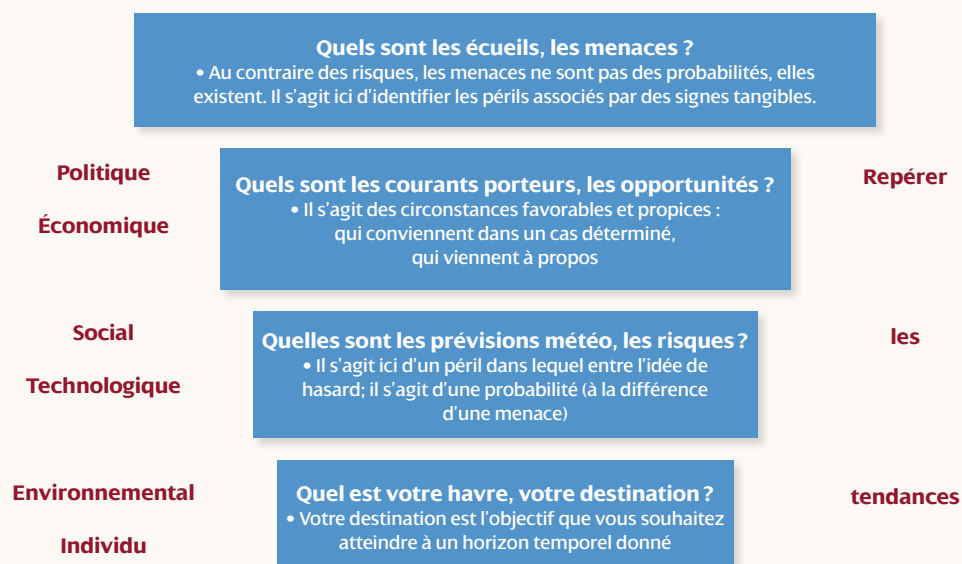 Quels sont les écueils, les menaces ?
• Au contraire des risques, les menaces ne sont pas des probabilités, elles
existent. Il s’agit ici d’identifier les périls associés par des signes tangibles.
Politique
Économique
Quels sont les courants porteurs, les opportunités ?
• Il s’agit des circonstances favorables et propices :
qui conviennent dans un cas déterminé,
qui viennent à propos
Repérer
Social
Technologique
Quelles sont les prévisions météo, les risques ?
• Il s’agit ici d’un péril dans lequel entre l’idée de
hasard; il s’agit d’une probabilité (à la différence
d’une menace)
les
Environnemental
Individu
Quel est votre havre, votre destination ?
• Votre destination est l’objectif que vous souhaitez
atteindre à un horizon temporel donné
tendances